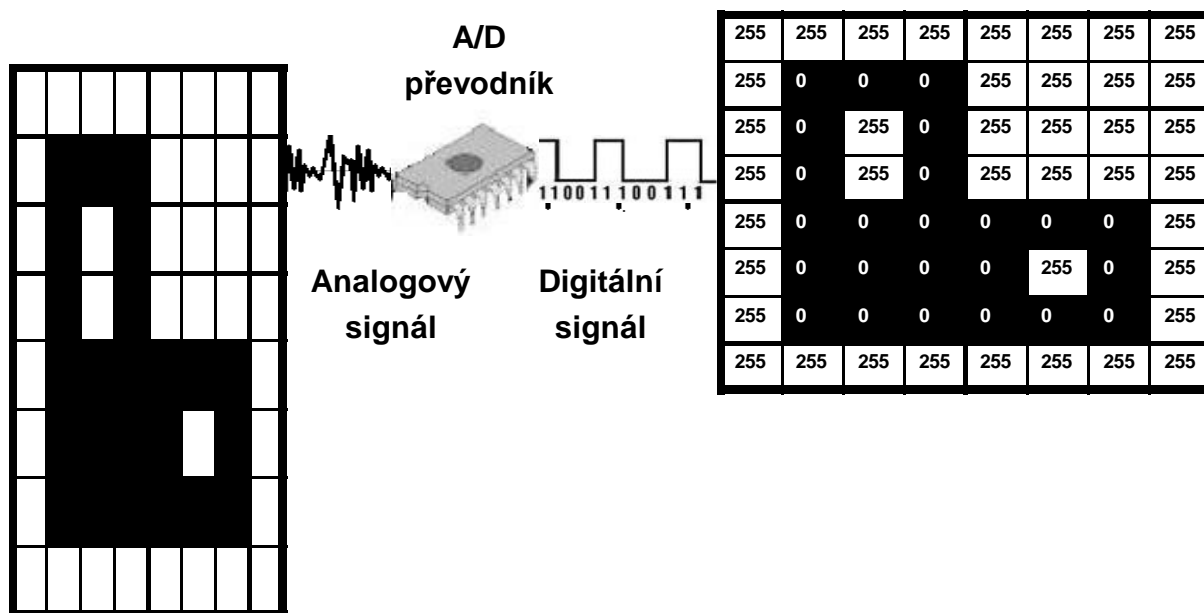 A/D
převodník
110011100111
Analogový
signál
Digitální
signál
255 255 255 255 255 255 255 255
255 0 0 0 255 255 255 255
255 0 255 0 255 255 255 255
255 0 255 0 255 255 255 255
255 0 0 0 0 0 0 255
255 0 0 0 0 255 0 255
255 0 0 0 0 0 0 255
255 255 255 255 255 255 255 255